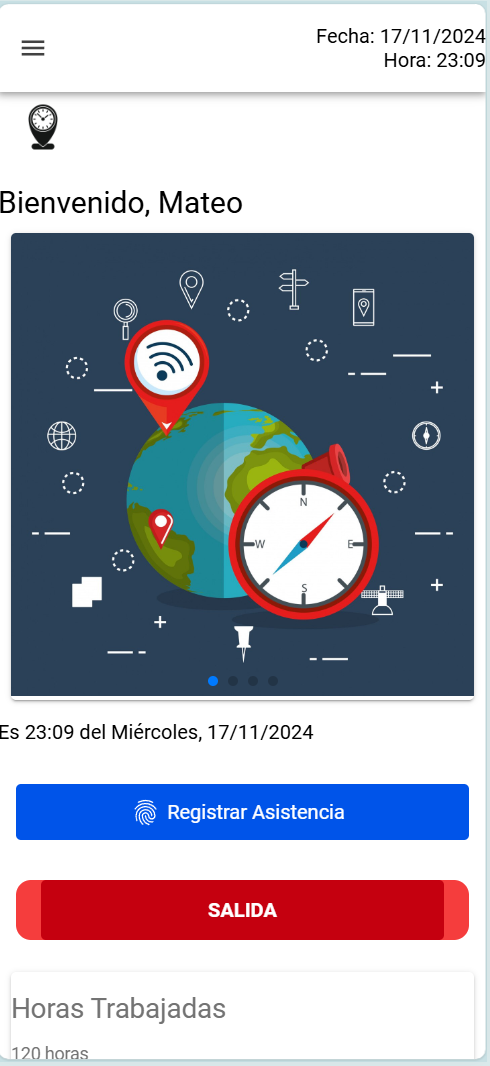 Fecha: 17/11/2024
Hora: 23:09
Bienvenido, Mateo
N
W
E
S
Es 23:09 del Miércoles, 17/11/2024
Registrar Asistencia
SALIDA
Horas Trabajadas
120 horas